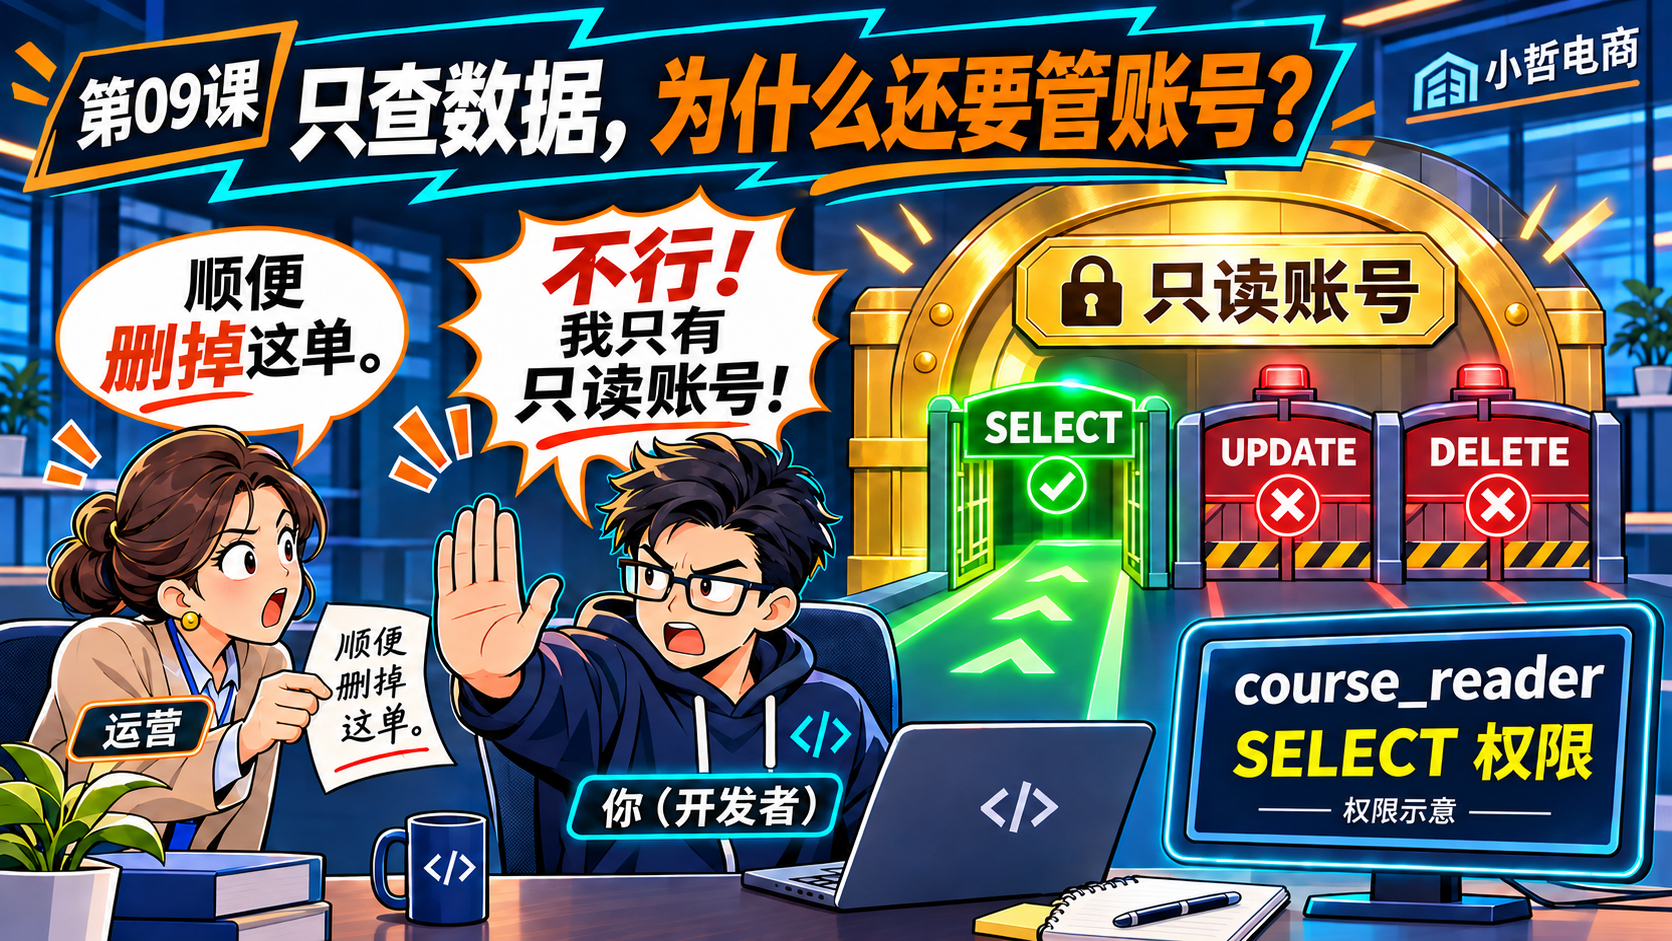 第09课
只查数据，为什么还要管账号？
小哲电商
顺便
删掉这单。
不行！
我只有
只读账号！
只读账号
SELECT
UPDATE
DELETE
顺便
删掉
这单。
运营
你（开发者）
</>
</>
</>
course_reader
SELECT 权限
权限示意